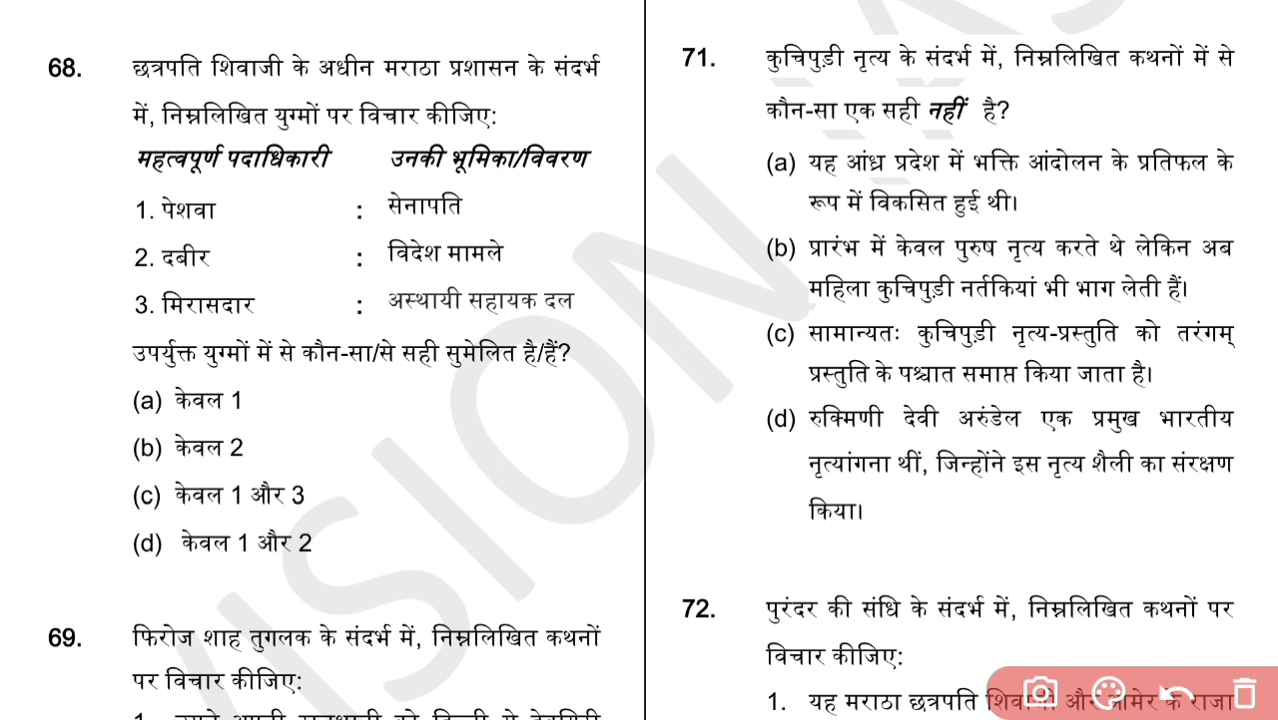 68. छत्रपति शिवाजी के अधीन मराठा प्रशासन के संदर्भ
में, निम्नलिखित युग्मों पर विचार कीजिए:
महत्वपूर्ण पदाधिकारी उनकी भूमिका/विवरण
1. पेशवा : सेनापति
2. दबीर : विदेश मामले
3. मिरासदार : अस्थायी सहायक दल
उपर्युक्त युग्मों में से कौन-सा/से सही सुमेलित है/हैं?
(a) केवल 1
(b) केवल 2
(c) केवल 1 और 3
(d) केवल 1 और 2
69. फिरोज शाह तुगलक के संदर्भ में, निम्नलिखित कथनों
पर विचार कीजिए:
71. कुचिपुड़ी नृत्य के संदर्भ में, निम्नलिखित कथनों में से
कौन-सा एक सही नहीं है?
(a) यह आंध्र प्रदेश में भक्ति आंदोलन के प्रतिफल के
रूप में विकसित हुई थी।
(b) प्रारंभ में केवल पुरुष नृत्य करते थे लेकिन अब
महिला कुचिपुड़ी नर्तकियां भी भाग लेती हैं।
(c) सामान्यतः कुचिपुड़ी नृत्य-प्रस्तुति को तरंगम्
प्रस्तुति के पश्चात समाप्त किया जाता है।
(d) रुक्मिणी देवी अरुंडेल एक प्रमुख भारतीय
नृत्यांगना थीं, जिन्होंने इस नृत्य शैली का संरक्षण
किया।
72. पुरंदर की संधि के संदर्भ में, निम्नलिखित कथनों पर
विचार कीजिए:
1. यह मराठा छत्रपति शिवाजी और आमेर के राजा
VISION